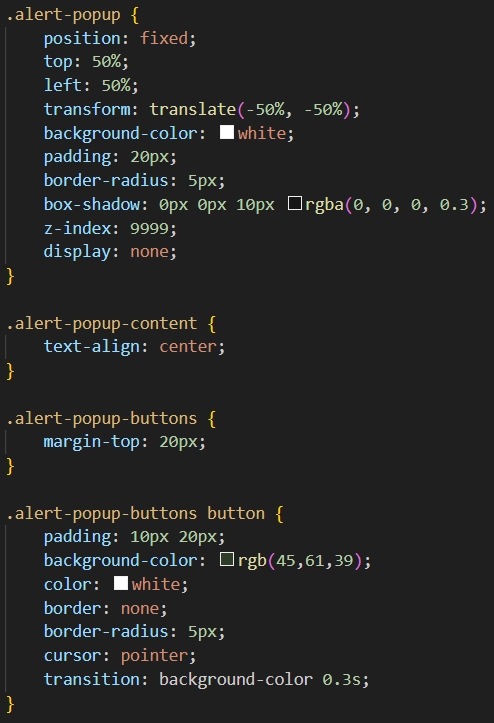 .alert-popup {
    position: fixed;
    top: 50%;
    left: 50%;
    transform: translate(-50%, -50%);
    background-color: white;
    padding: 20px;
    border-radius: 5px;
    box-shadow: 0px 0px 10px rgba(0, 0, 0, 0.3);
    z-index: 9999;
    display: none;
}

.alert-popup-content {
    text-align: center;
}

.alert-popup-buttons {
    margin-top: 20px;
}

.alert-popup-buttons button {
    padding: 10px 20px;
    background-color: rgb(45,61,39);
    color: white;
    border: none;
    border-radius: 5px;
    cursor: pointer;
    transition: background-color 0.3s;
}